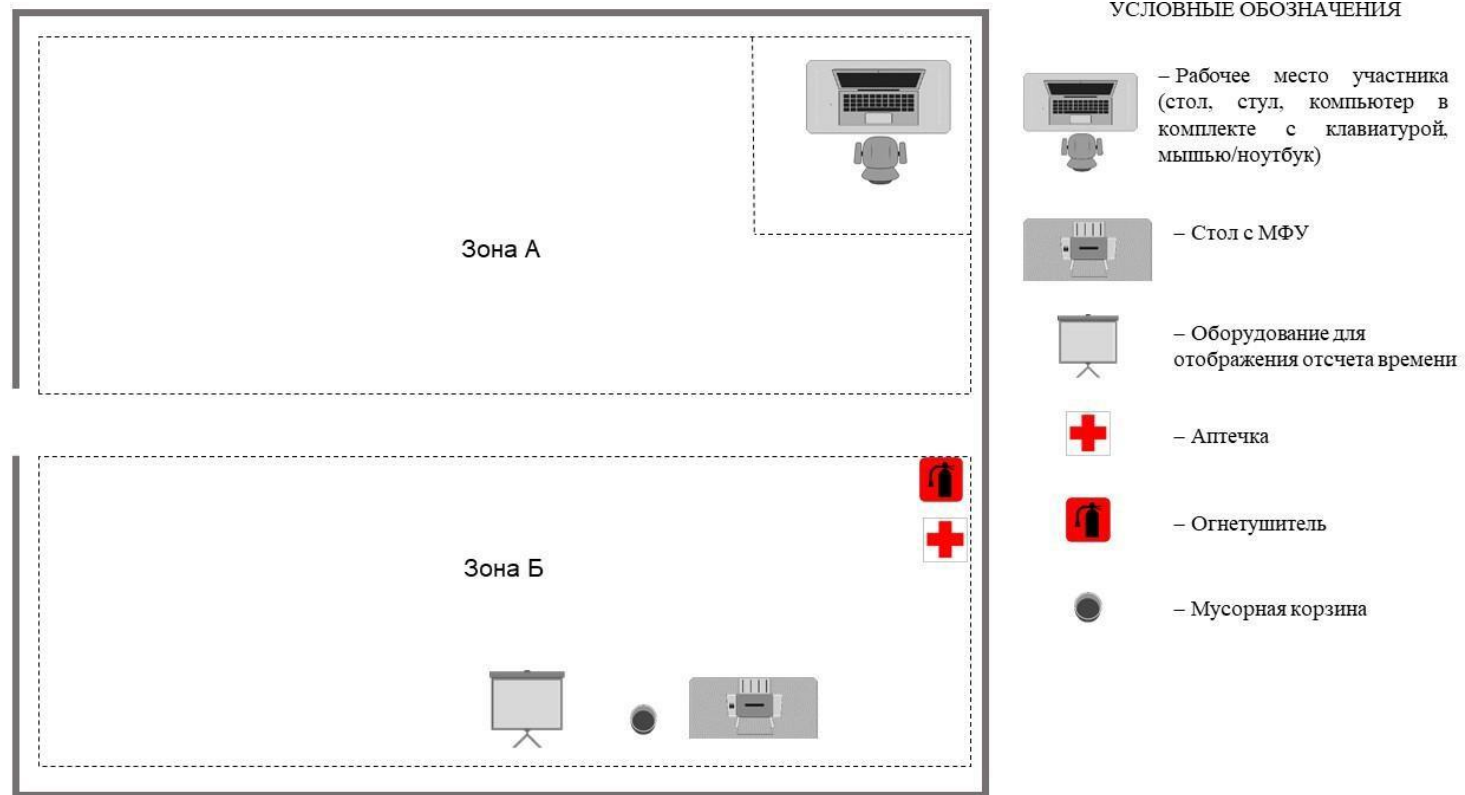 УСЛОВНЫЕ ОБОЗНАЧЕНИЯ
– Рабочее место участника
(стол, стул, компьютер в
комплекте с клавиатурой,
мышью/ноутбук)
– Стол с МФУ
– Оборудование для
отображения отсчета времени
– Аптечка
– Огнетушитель
– Мусорная корзина
Зона А
Зона Б